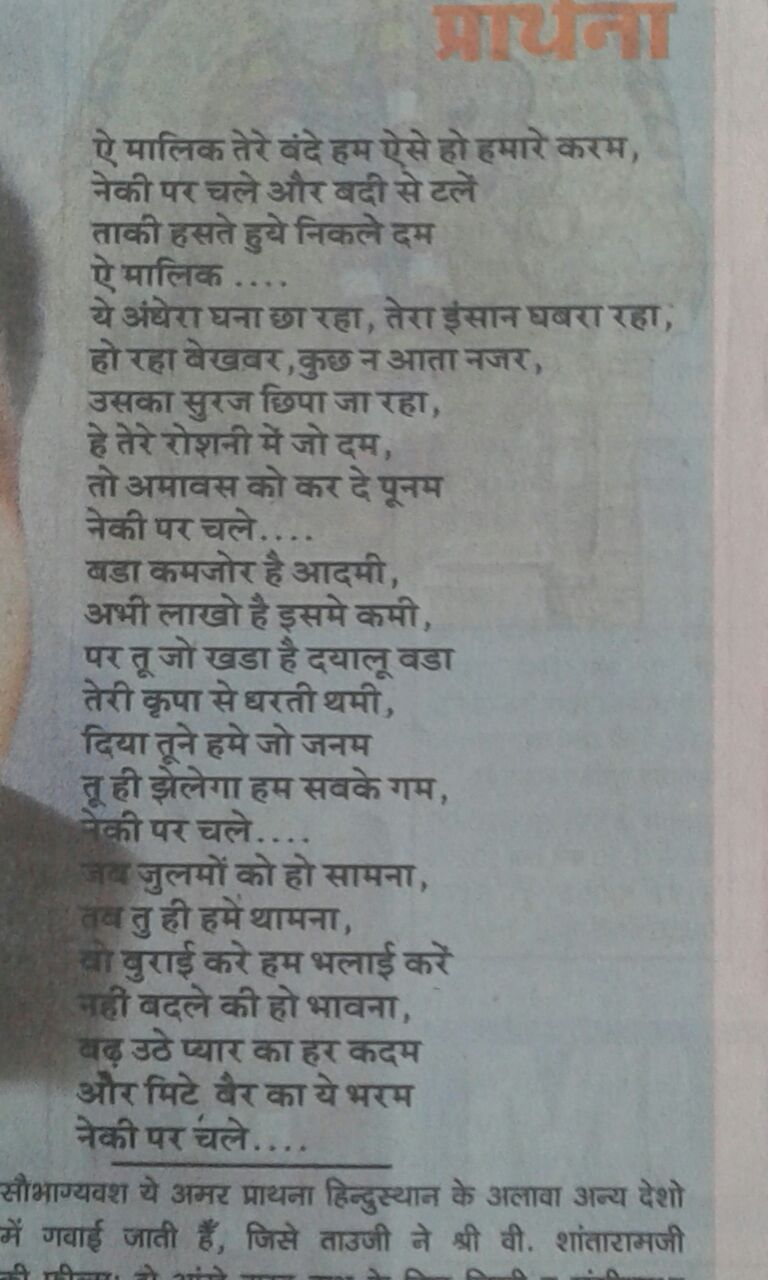 प्रार्थना
ऐ मालिक तेरे बंदे हम ऐसे हो हमारे करम,
नेकी पर चले और बदी से टलें
ताकी हसते हुये निकले दम
ऐ मालिक ....
ये अंधेरा घना छा रहा, तेरा इंसान घबरा रहा,
हो रहा बेखबर,कुछ न आता नजर,
उसका सुरज छिपा जा रहा,
हे तेरे रोशनी में जो दम,
तो अमावस को कर दे पूनम
नेकी पर चले....
बडा कमजोर है आदमी,
अभी लाखो है इसमे कमी,
पर तू जो खडा है दयालू बडा
तेरी कृपा से धरती थमी,
दिया तूने हमे जो जनम
तू ही झेलेगा हम सबके गम,
नेकी पर चले....
जब जुलमों को हो सामना,
तब तु ही हमें थामना,
वो बुराई करे हम भलाई करें
नही बदले की हो भावना,
बढ़ उठे प्यार का हर कदम
और मिटे बैर का ये भरम
नेकी पर चले....
सौभाग्यवश ये अमर प्राथना हिन्दुस्थान के अलावा अन्य देशो
में गवाई जाती हैं, जिसे ताउजी ने श्री वी. शांतारामजी